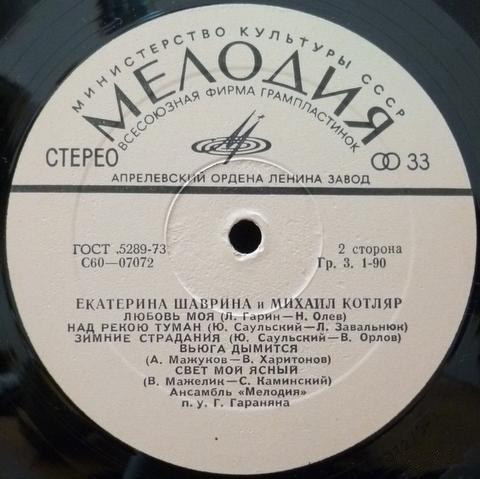 МИНИСТЕРСТВО КУЛЬТУРЫ СССР
МЕЛОДИЯ
ВСЕСОЮЗНАЯ ФИРМА ГРАМПЛАСТИНОК
СТЕРЕО
33
АПРЕЛЕВСКИЙ ОРДЕНА ЛЕНИНА ЗАВОД
ГОСТ 5289-73
2 сторона
С60—07072
Гр. 3. 1-90
ЕКАТЕРИНА ШАВРИНА и МИХАИЛ КОТЛЯР
ЛЮБОВЬ МОЯ (Л. Гарин—Н. Олев)
НАД РЕКОЮ ТУМАН (Ю. Саульский—Л. Завальнюк)
ЗИМНИЕ СТРАДАНИЯ (Ю. Саульский—В. Орлов)
ВЬЮГА ДЫМИТСЯ
(А. Мажуков—В. Харитонов)
СВЕТ МОЙ ЯСНЫЙ
(В. Мажелик—С. Каминский)
Ансамбль «Мелодия»
п. у. Г. Гараняна